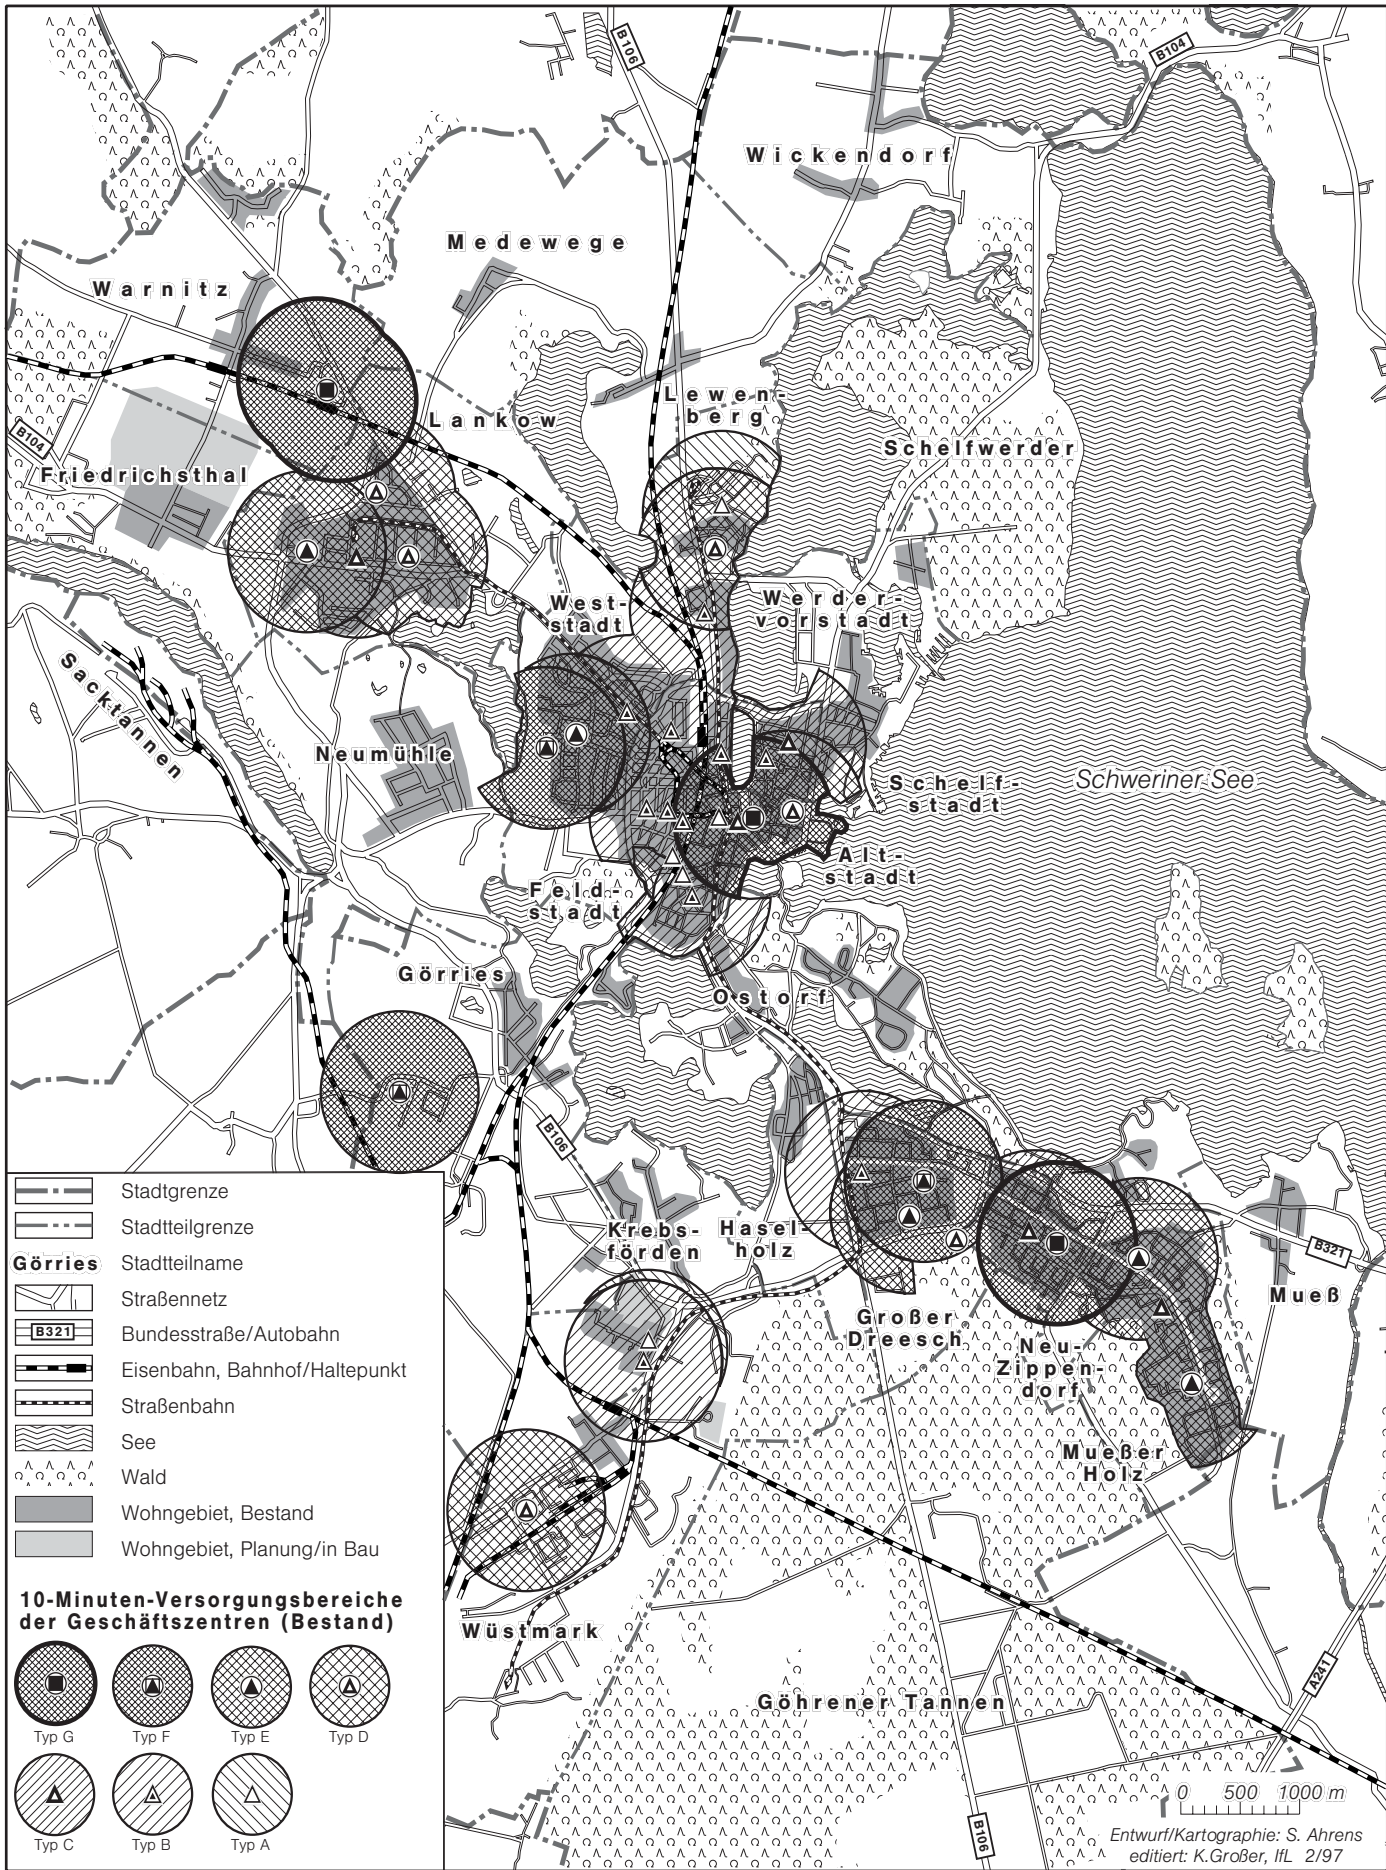 B106
B104
Wickendorf
Medewege
Warnitz
Lewen-
berg
Lankow
B104
Friedrichsthal
Schelfwerder
West-
stadt
Werder-
vorstadt
Sacktannen
Neumühle
Schelf-
stadt
Schweriner See
Alt-
stadt
Feld-
stadt
Görries
Ostorf
B106
Krebs-
förden
Hasel-
holz
B321
Mueß
Großer
Dreesch
Neu-
Zippen-
dorf
Mueßer
Holz
Wüstmark
Göhrener Tannen
A241
B106
Stadtgrenze
Stadtteilgrenze
Görries Stadtteilname
Straßennetz
B321 Bundesstraße/Autobahn
Eisenbahn, Bahnhof/Haltepunkt
Straßenbahn
See
Wald
Wohngebiet, Bestand
Wohngebiet, Planung/in Bau
10-Minuten-Versorgungsbereiche
der Geschäftszentren (Bestand)
Typ G Typ F Typ E Typ D
Typ C Typ B Typ A
0 500 1000 m
Entwurf/Kartographie: S. Ahrens
editiert: K.Großer, IfL 2/97